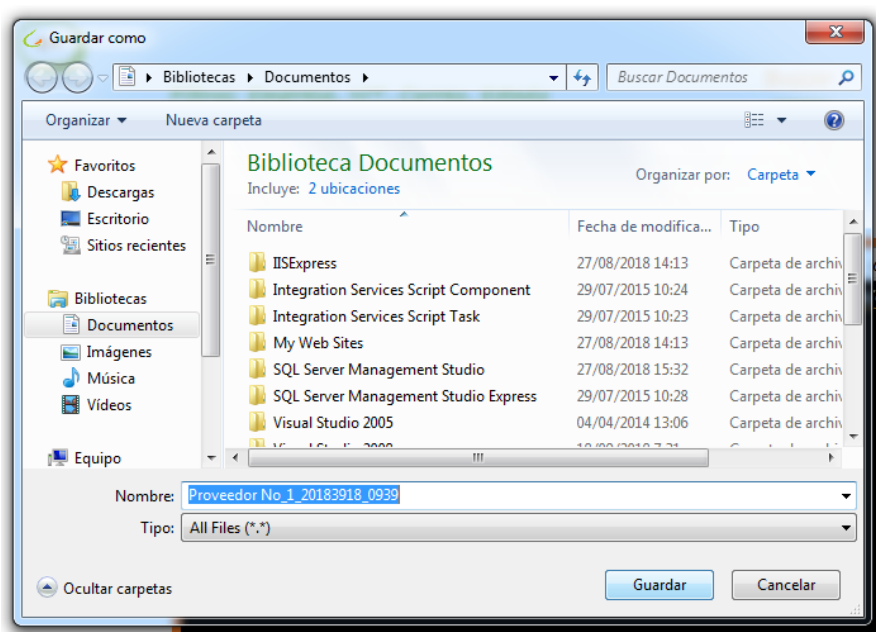 Guardar como
Bibliotecas Documentos
Buscar Documentos
Organizar Nueva carpeta
Favoritos
Descargas
Escritorio
Sitios recientes
Bibliotecas
Documentos
Imágenes
Música
Vídeos
Equipo
Biblioteca Documentos
Incluye: 2 ubicaciones
Organizar por: Carpeta
Nombre Fecha de modifica... Tipo
IISExpress 27/08/2018 14:13 Carpeta de archiv
Integration Services Script Component 29/07/2015 10:24 Carpeta de archiv
Integration Services Script Task 29/07/2015 10:23 Carpeta de archiv
My Web Sites 27/08/2018 14:13 Carpeta de archiv
SQL Server Management Studio 27/08/2018 15:32 Carpeta de archiv
SQL Server Management Studio Express 29/07/2015 10:28 Carpeta de archiv
Visual Studio 2005 04/04/2014 13:06 Carpeta de archiv
Nombre: Proveedor No_1_20183918_0939
Tipo: All Files (*.*)
Ocultar carpetas
Guardar Cancelar